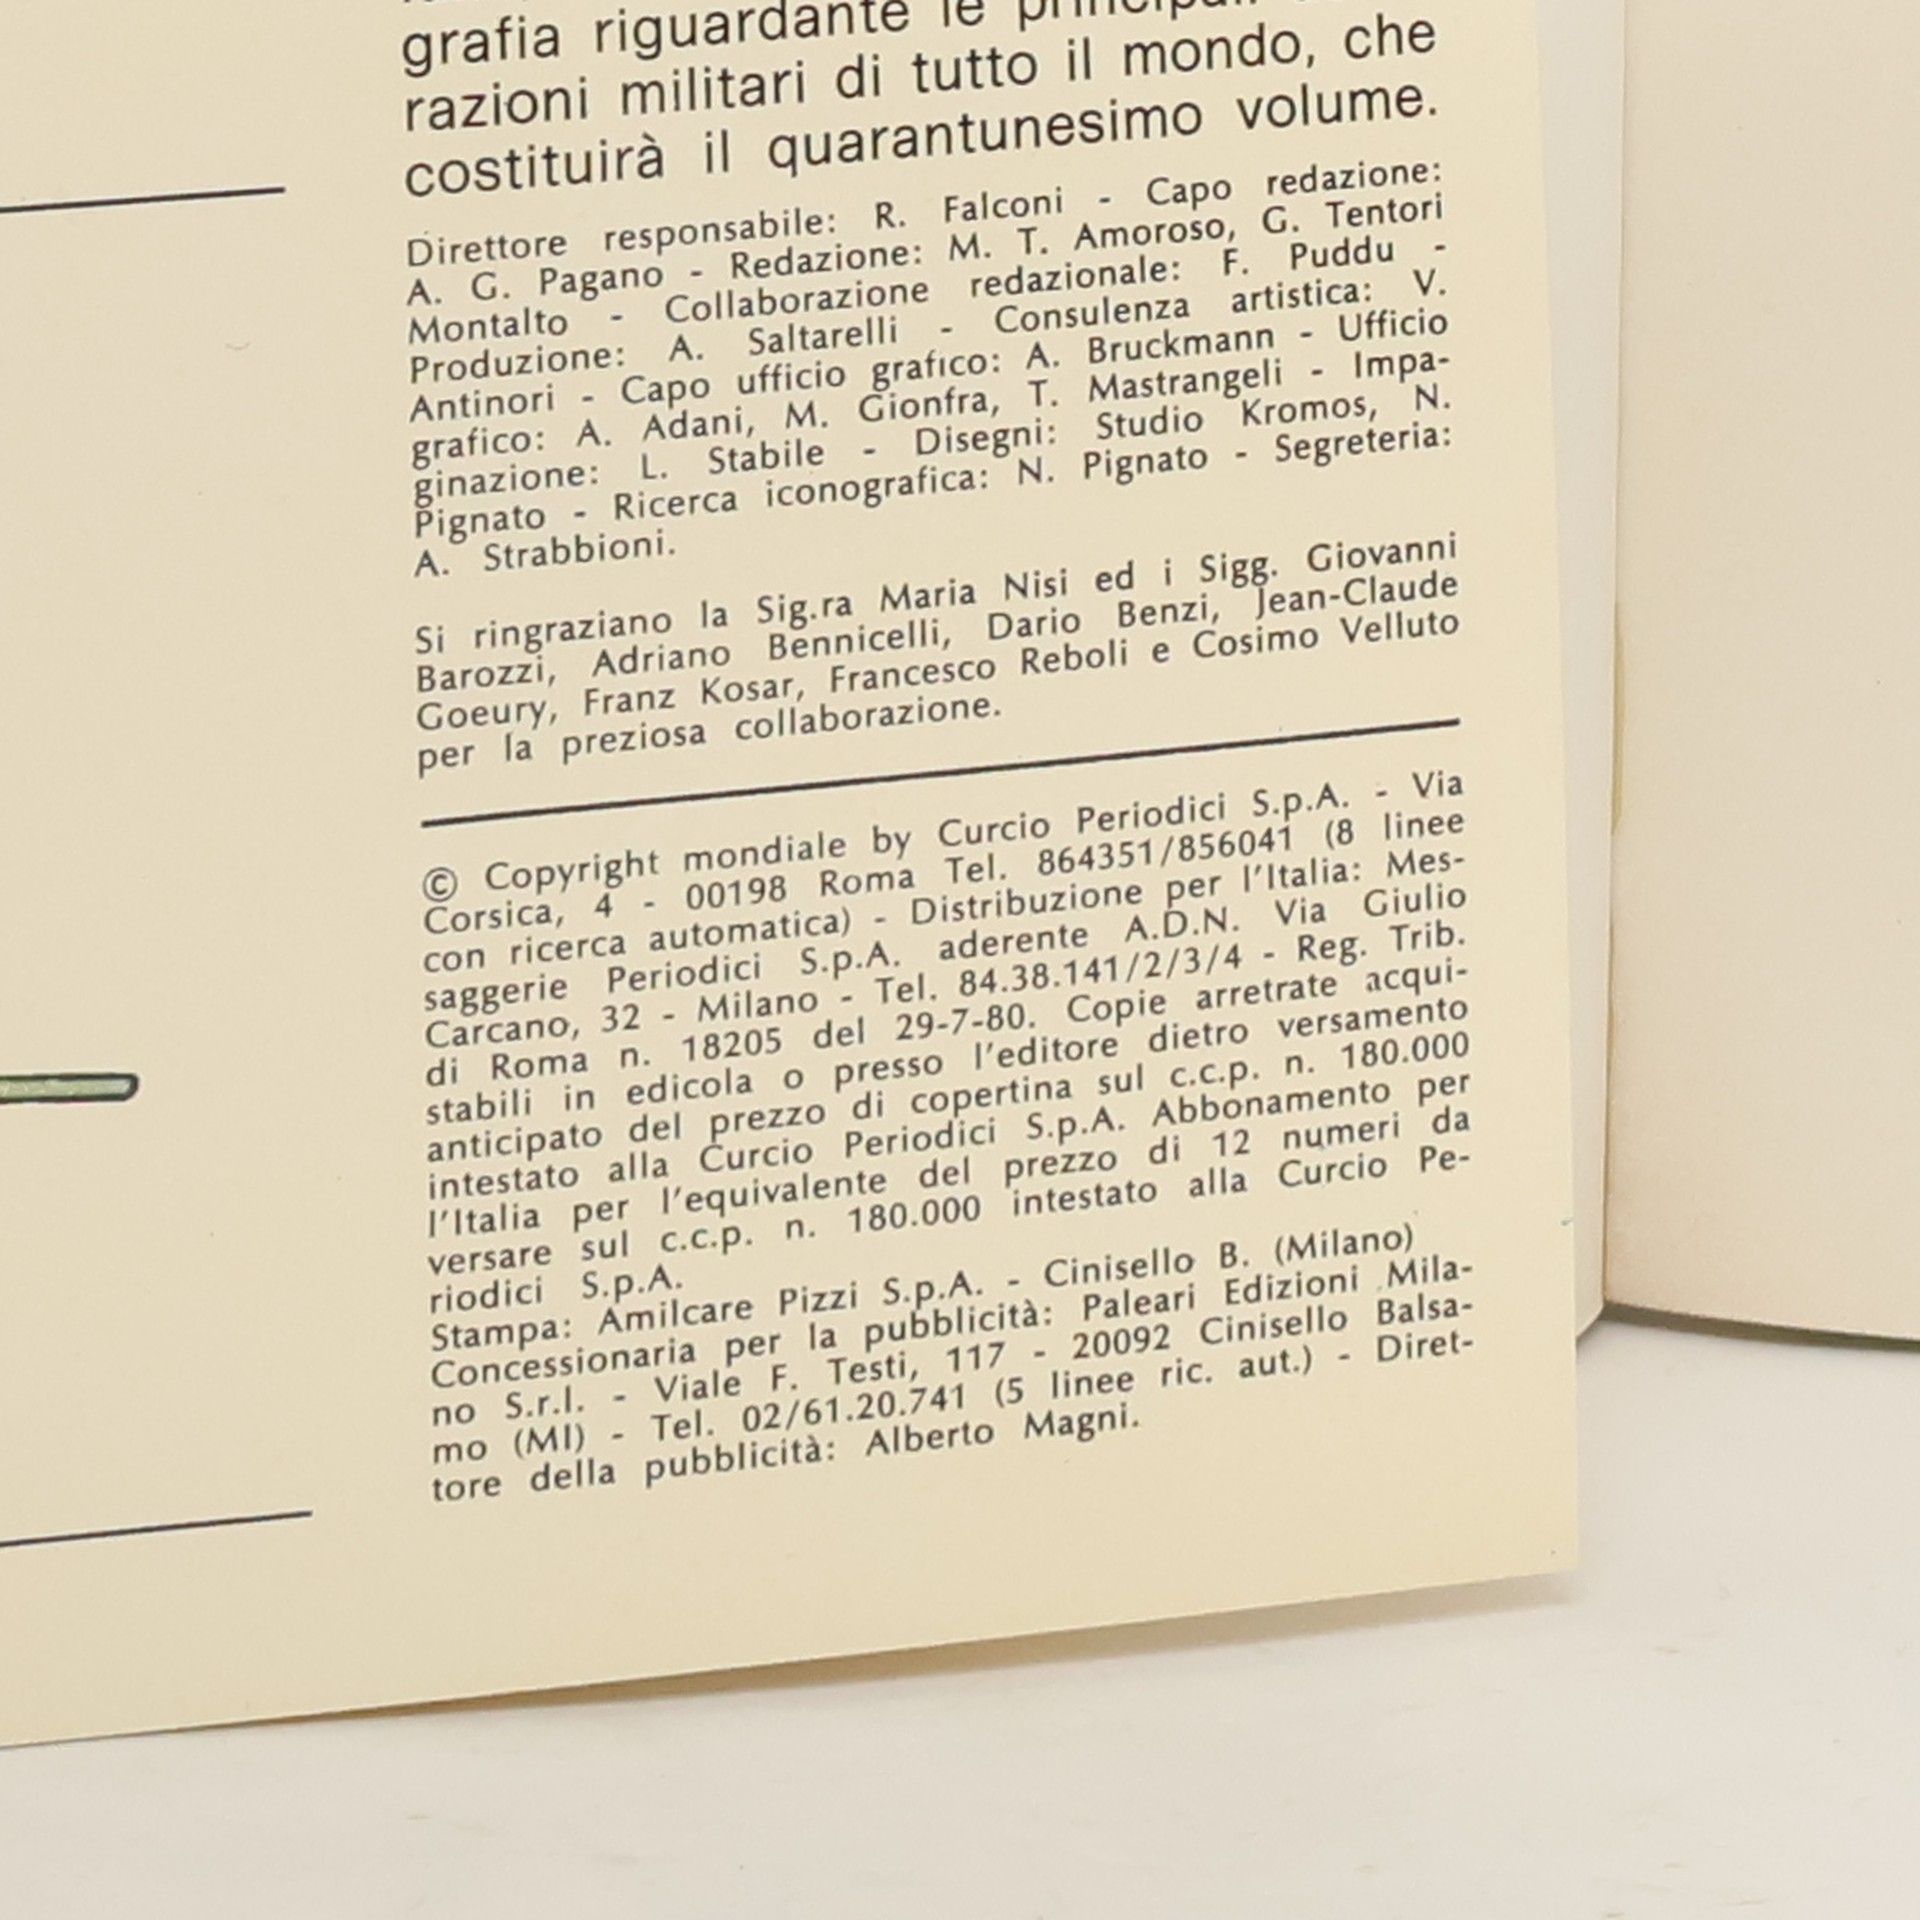 grafia riguardante le principali
razioni militari di tutto il mondo, che
costituirà il quarantunesimo volume.
Direttore responsabile: R. Falconi - Capo redazione:
A. G. Pagano - Redazione: M. T. Amoroso, G. Tentori
Montalto - Collaborazione redazionale: F. Puddu -
Produzione: A. Saltarelli - Consulenza artistica: V.
Antinori - Capo ufficio grafico: A. Bruckmann - Ufficio
grafico: A. Adani, M. Gionfra, T. Mastrangeli - Impa-
ginazione: L. Stabile - Disegni: Studio Kromos, N.
Pignato - Ricerca iconografica: N. Pignato - Segreteria:
A. Strabbioni.
Si ringraziano la Sig.ra Maria Nisi ed i Sigg. Giovanni
Barozzi, Adriano Bennicelli, Dario Benzi, Jean-Claude
Goeury, Franz Kosar, Francesco Reboli e Cosimo Velluto
per la preziosa collaborazione.
© Copyright mondiale by Curcio Periodici S.p.A. - Via
Corsica, 4 - 00198 Roma Tel. 864351/856041 (8 linee
con ricerca automatica) - Distribuzione per l'Italia: Mes-
saggerie Periodici S.p.A. aderente A.D.N. Via Giulio
Carcano, 32 - Milano - Tel. 84.38.141/2/3/4 - Reg. Trib.
di Roma n. 18205 del 29-7-80. Copie arretrate acqui-
stabili in edicola o presso l'editore dietro versamento
anticipato del prezzo di copertina sul c.c.p. n. 180.000
intestato alla Curcio Periodici S.p.A. Abbonamento per
l'Italia per l'equivalente del prezzo di 12 numeri da
versare sul c.c.p. n. 180.000 intestato alla Curcio Pe-
riodici S.p.A.
Stampa: Amilcare Pizzi S.p.A. - Cinisello B. (Milano)
Concessionaria per la pubblicità: Paleari Edizioni Mila-
no S.r.l. - Viale F. Testi, 117 - 20092 Cinisello Balsa-
mo (MI) - Tel. 02/61.20.741 (5 linee ric. aut.) - Diret-
tore della pubblicità: Alberto Magni.